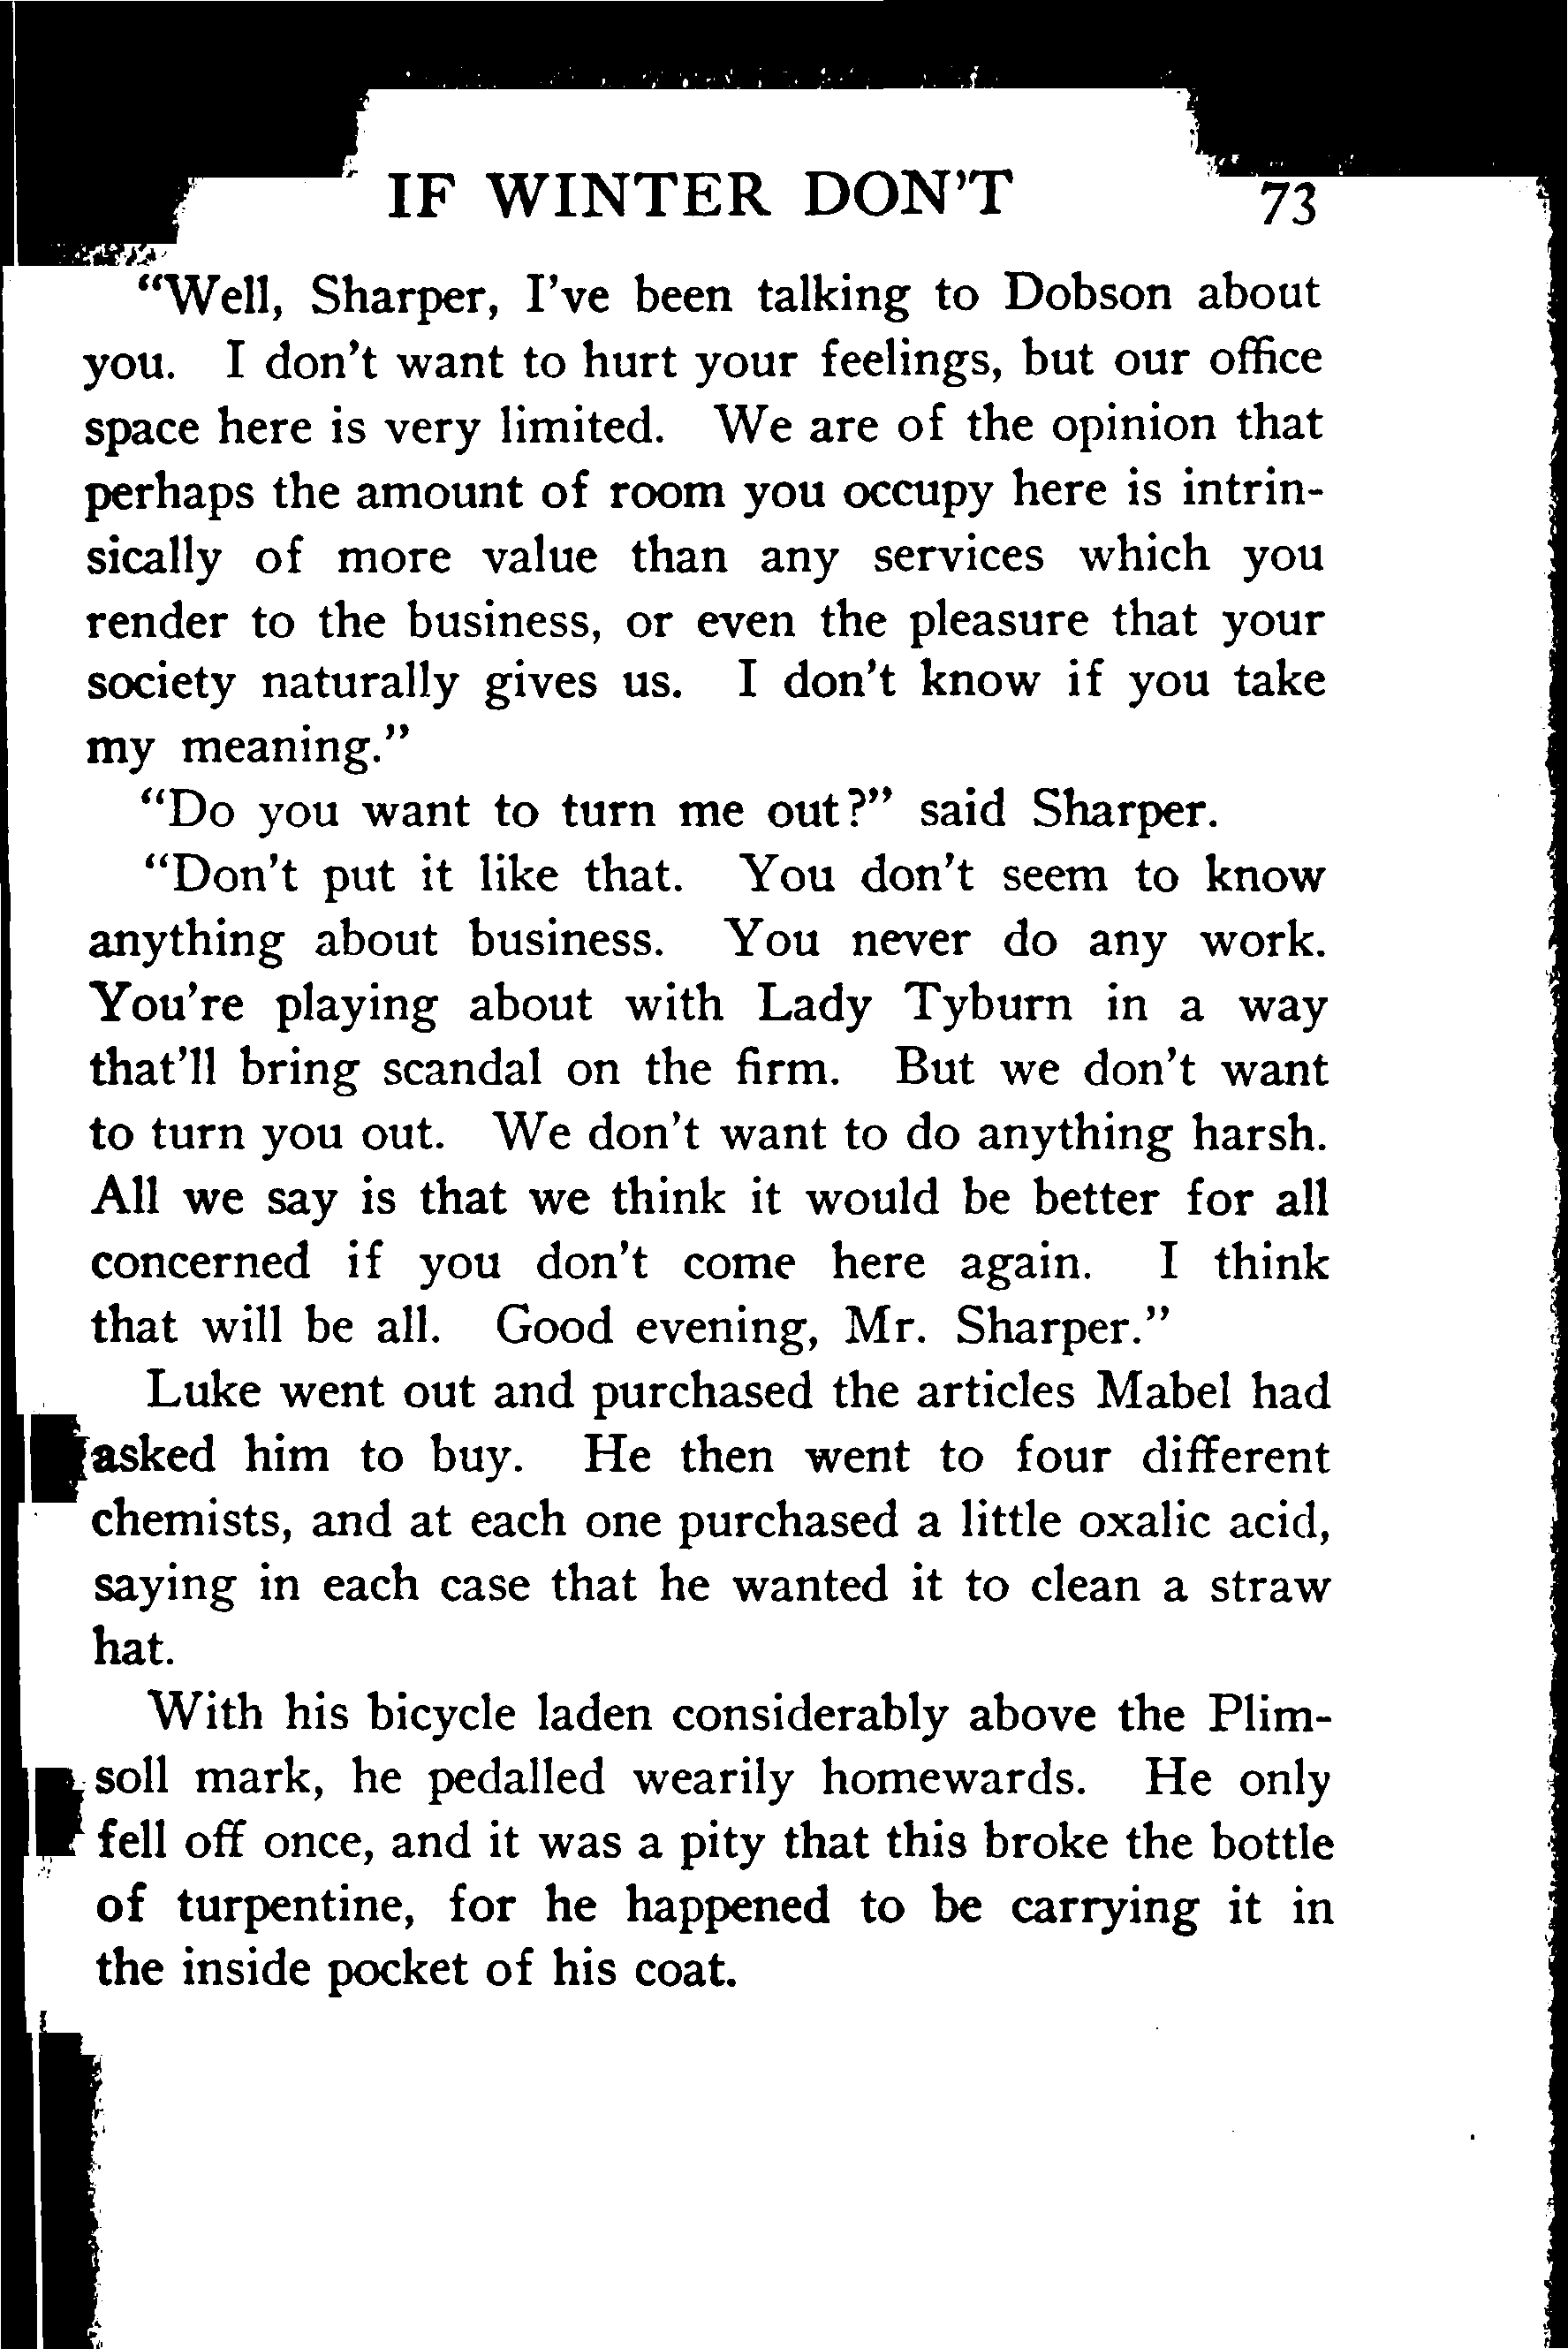 IF WINTER DON'T 73
“Well, Sharper, I've been talking to Dobson about
you. I don't want to hurt your feelings, but our office
space here is very limited. We are of the opinion that
perhaps the amount of room you occupy here is intrin-
sically of more value than any services which you
render to the business, or even the pleasure that your
society naturally gives us. I don't know if you take
my meaning.”
“Do you want to turn me out?” said Sharper.
“Don't put it like that. You don't seem to know
anything about business. You never do any work.
You're playing about with Lady Tyburn in a way
that'll bring scandal on the firm. But we don't want
to turn you out. We don't want to do anything harsh.
All we say is that we think it would be better for all
concerned if you don't come here again. I think
that will be all. Good evening, Mr. Sharper.”
Luke went out and purchased the articles Mabel had
asked him to buy. He then went to four different
chemists, and at each one purchased a little oxalic acid,
saying in each case that he wanted it to clean a straw
hat.
With his bicycle laden considerably above the Plim-
soll mark, he pedalled wearily homewards. He only
fell off once, and it was a pity that this broke the bottle
of turpentine, for he happened to be carrying it in
the inside pocket of his coat.